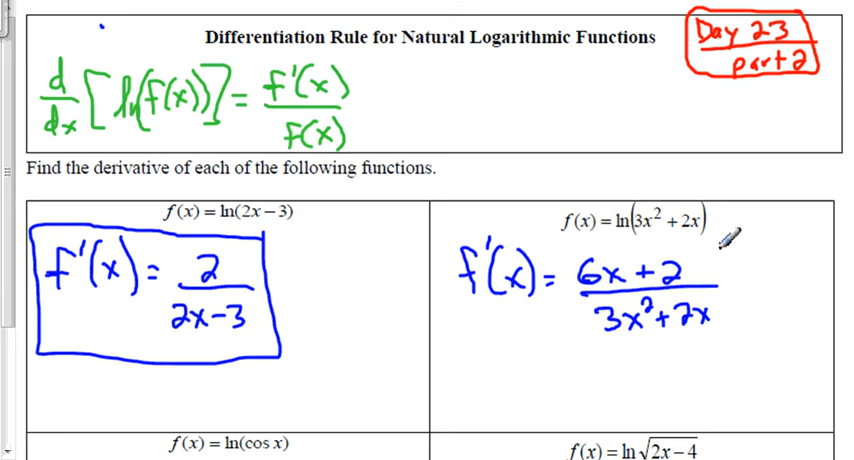 Differentiation Rule for Natural Logarithmic Functions
Day 23
part 2
d/dx [ln(f(x))] = f'(x)/f(x)
Find the derivative of each of the following functions.
f(x) = ln(2x − 3)
f'(x) = 2/(2x − 3)
f(x) = ln(3x² + 2x)
f'(x) = (6x + 2)/(3x² + 2x)
f(x) = ln(cos x)
f(x) = ln √(2x − 4)